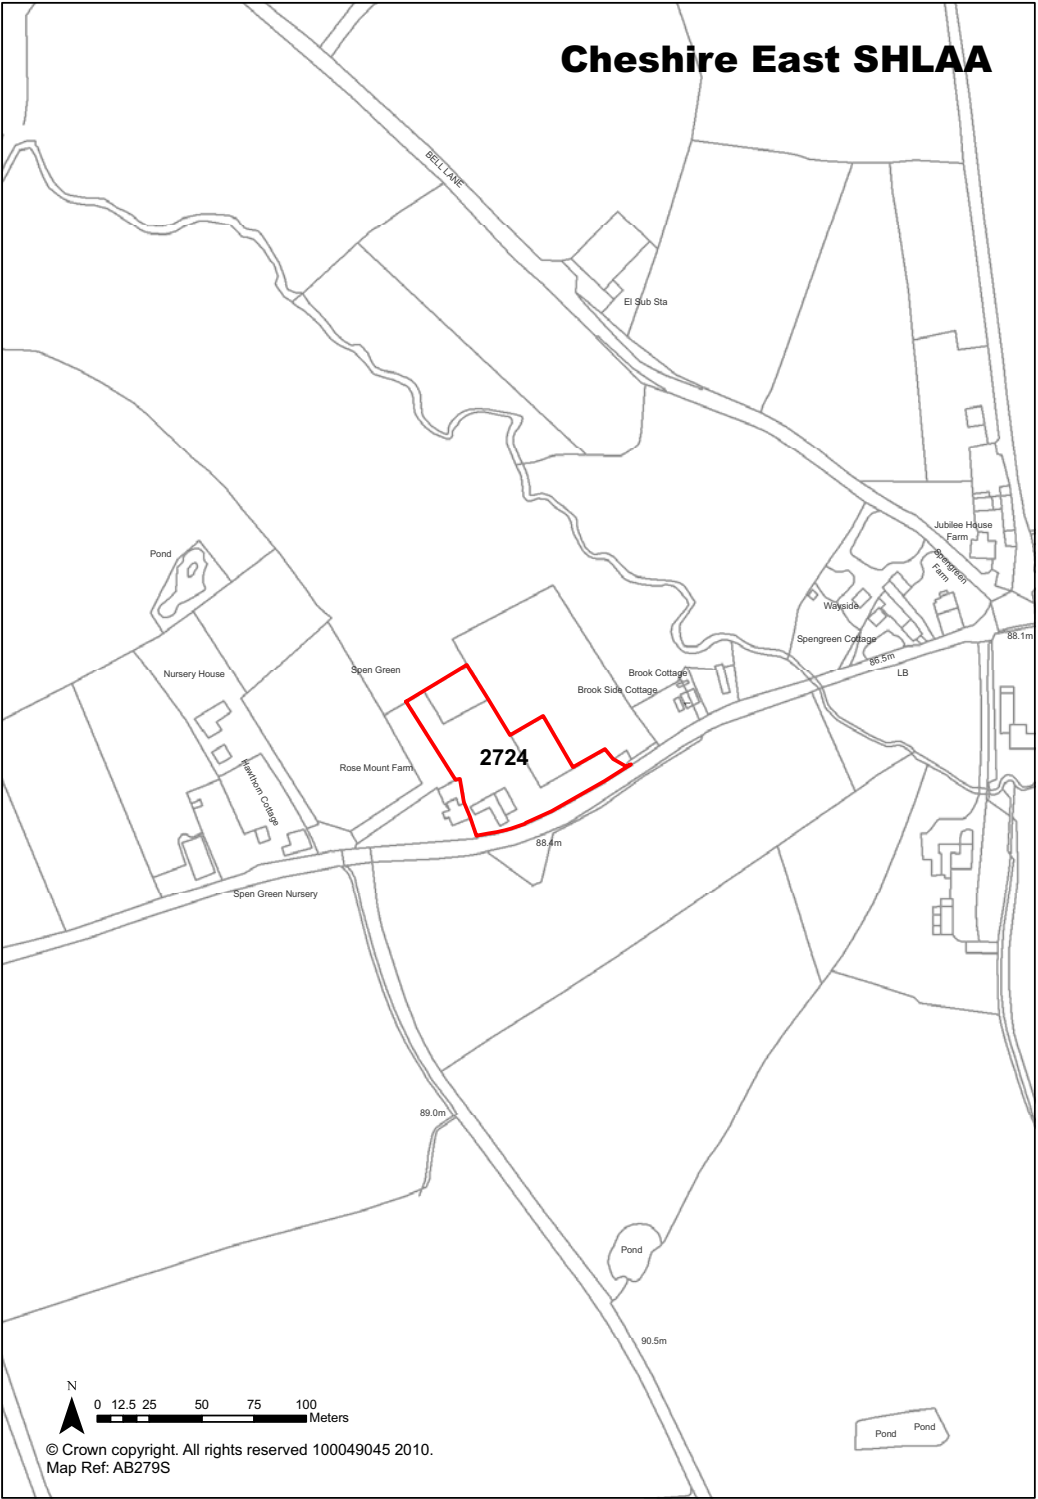 Cheshire East SHLAA
BELL LANE
El Sub Sta
Jubilee House
Farm
Pond
Spengreen
Farm
Wayside
88.1m
Spengreen Cottage
86.5m
LB
Nursery House
Spen Green
Brook Cottage
Brook Side Cottage
2724
Rose Mount Farm
Hawthorn Cottage
88.4m
Spen Green Nursery
89.0m
Pond
90.5m
N
0 12.5 25 50 75 100
Meters
Pond
Pond
© Crown copyright. All rights reserved 100049045 2010.
Map Ref: AB279S